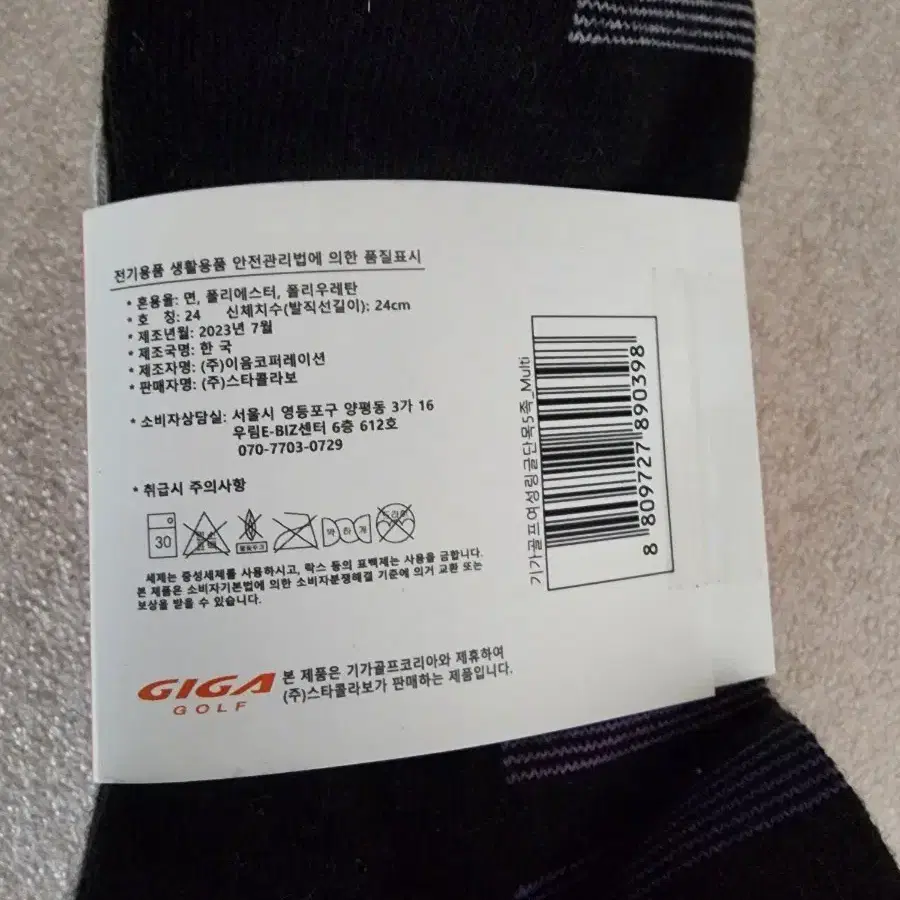 전기용품 생활용품 안전관리법에 의한 품질표시
* 혼용율: 면, 폴리에스터, 폴리우레탄
* 호 칭: 24 신체치수(발직선길이): 24cm
* 제조년월: 2023년 7월
* 제조국명: 한 국
* 제조자명: (주)이음코퍼레이션
* 판매자명: (주)스타콜라보
* 소비자상담실: 서울시 영등포구 양평동 3가 16
우림E-BIZ센터 6층 612호
070-7703-0729
* 취급시 주의사항
30
약하게
드라이
세제는 중성세제를 사용하시고, 락스 등의 표백제는 사용을 금합니다.
본 제품은 소비자기본법에 의한 소비자분쟁해결 기준에 의거 교환 또는
보상을 받을 수 있습니다.
GIGA
GOLF
본 제품은 기가골프코리아와 제휴하여
(주)스타콜라보가 판매하는 제품입니다.
기가골프여성링글단목5족_Multi
8 809727 890398